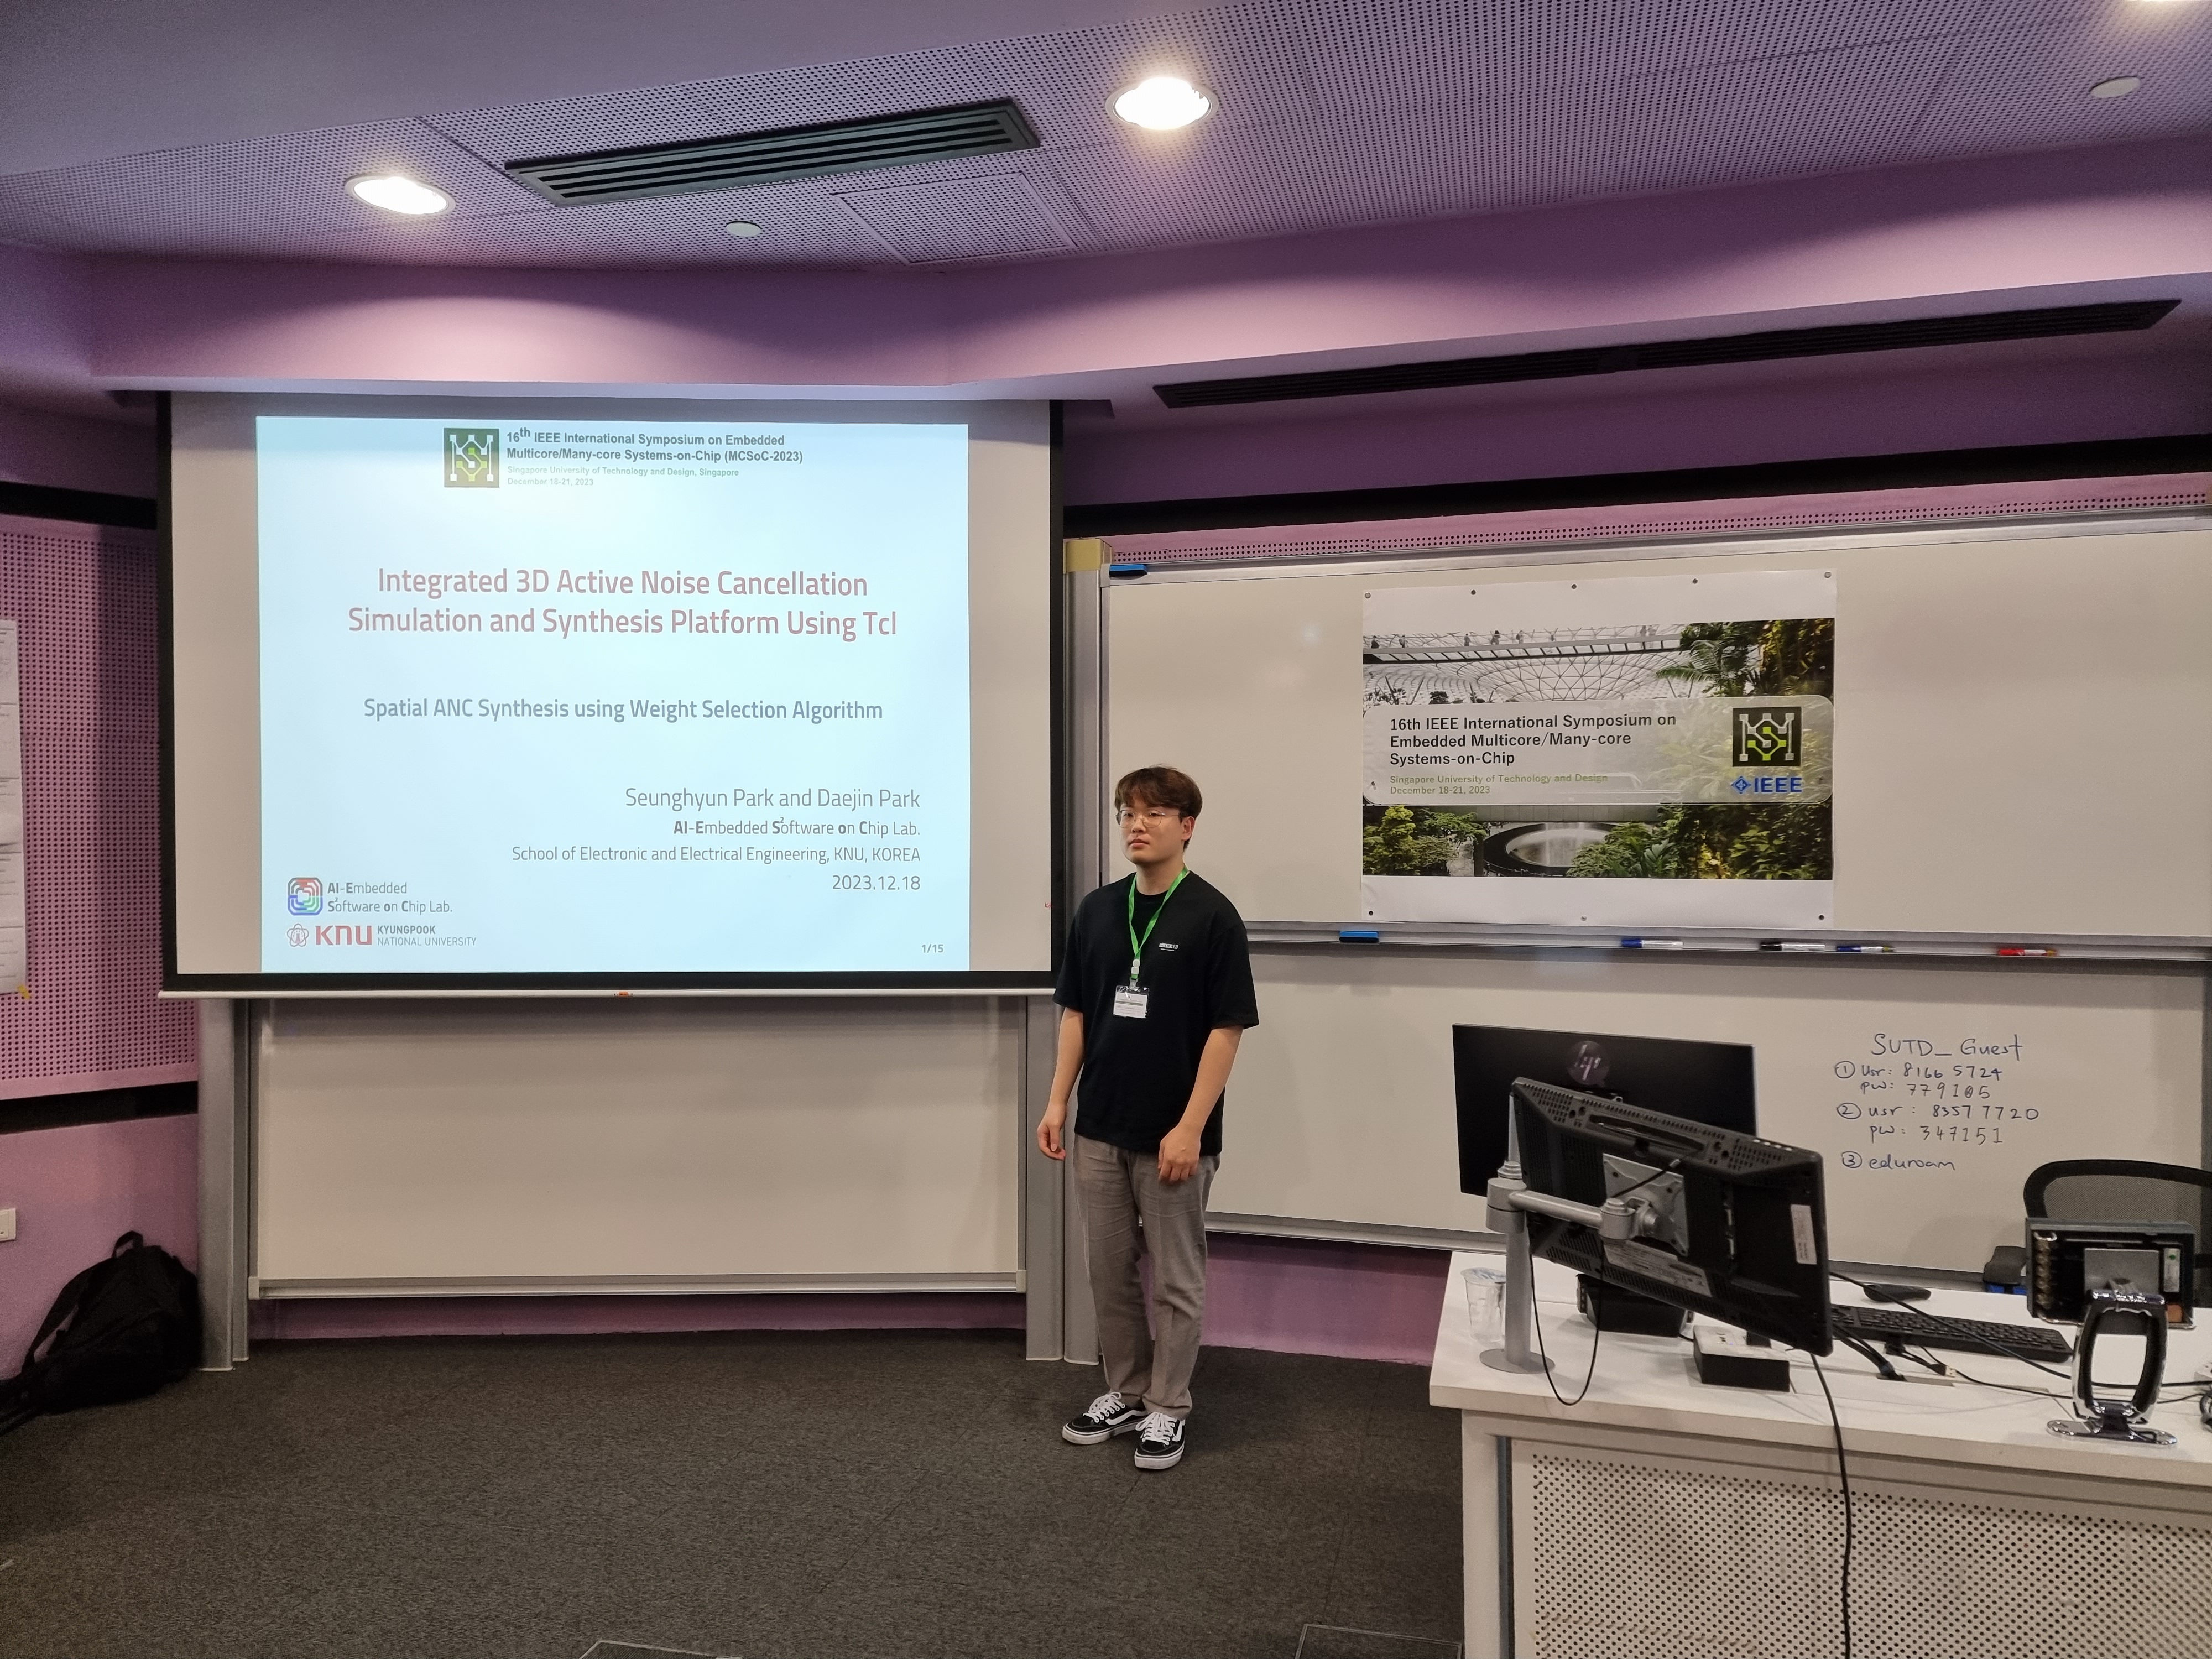 16th IEEE International Symposium on Embedded
Multicore/Many-core Systems-on-Chip (MCSoC-2023)
Singapore University of Technology and Design, Singapore
December 18-21, 2023
Integrated 3D Active Noise Cancellation
Simulation and Synthesis Platform Using Tcl
Spatial ANC Synthesis using Weight Selection Algorithm
Seunghyun Park and Daejin Park
AI-Embedded S²oftware on Chip Lab.
School of Electronic and Electrical Engineering, KNU, KOREA
2023.12.18
AI-Embedded
S²oftware on Chip Lab.
KNU KYUNGPOOK
NATIONAL UNIVERSITY
1/15
16th IEEE International Symposium on
Embedded Multicore/Many-core
Systems-on-Chip
Singapore University of Technology and Design
December 18-21, 2023
IEEE
hp
SUTD_Guest
① Usr: 8166 5724
pw: 779105
② usr: 8357 7720
pw: 347151
③ eduroam